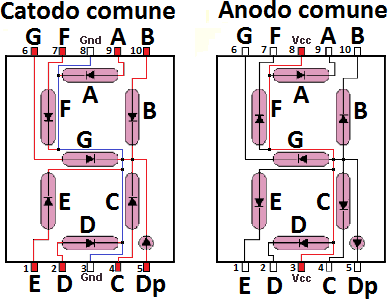 Catodo comune
G F Gnd A B
6 7 8 9 10
A
F B
G
E C
D
1 2 3 4 5
E D Gnd C Dp
Anodo comune
G F Vcc A B
6 7 8 9 10
A
F B
G
E C
D
1 2 3 4 5
E D Vcc C Dp